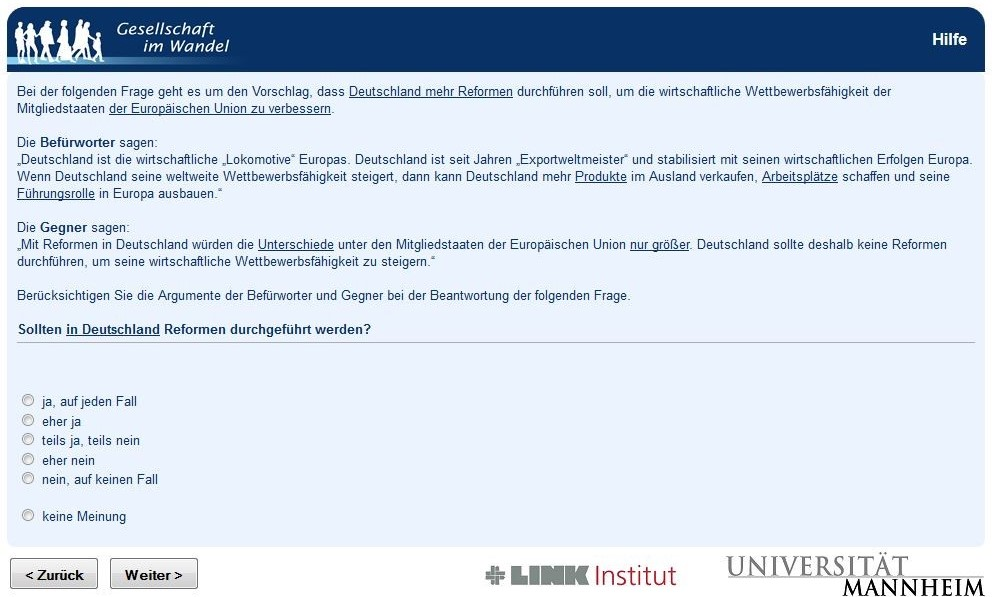 Gesellschaft
im Wandel
Hilfe
Bei der folgenden Frage geht es um den Vorschlag, dass Deutschland mehr Reformen durchführen soll, um die wirtschaftliche Wettbewerbsfähigkeit der
Mitgliedstaaten der Europäischen Union zu verbessern.
Die Befürworter sagen:
„Deutschland ist die wirtschaftliche „Lokomotive“ Europas. Deutschland ist seit Jahren „Exportweltmeister“ und stabilisiert mit seinen wirtschaftlichen Erfolgen Europa.
Wenn Deutschland seine weltweite Wettbewerbsfähigkeit steigert, dann kann Deutschland mehr Produkte im Ausland verkaufen, Arbeitsplätze schaffen und seine
Führungsrolle in Europa ausbauen.“
Die Gegner sagen:
„Mit Reformen in Deutschland würden die Unterschiede unter den Mitgliedstaaten der Europäischen Union nur größer. Deutschland sollte deshalb keine Reformen
durchführen, um seine wirtschaftliche Wettbewerbsfähigkeit zu steigern.“
Berücksichtigen Sie die Argumente der Befürworter und Gegner bei der Beantwortung der folgenden Frage.
Sollten in Deutschland Reformen durchgeführt werden?
ja, auf jeden Fall
eher ja
teils ja, teils nein
eher nein
nein, auf keinen Fall
keine Meinung
< Zurück
Weiter >
LINK Institut
UNIVERSITÄT
MANNHEIM